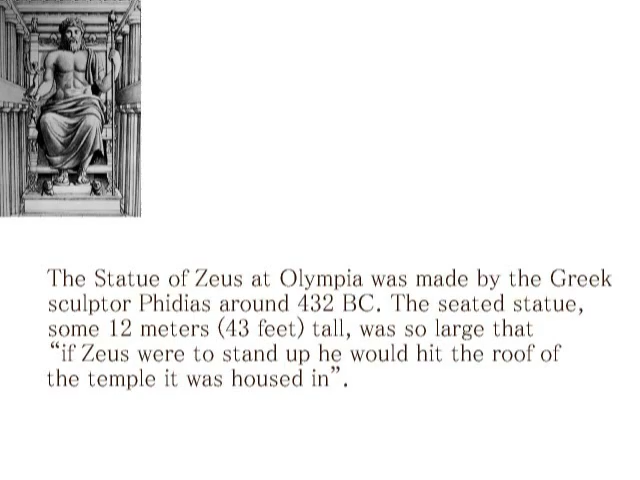 The Statue of Zeus at Olympia was made by the Greek
sculptor Phidias around 432 BC. The seated statue,
some 12 meters (43 feet) tall, was so large that
“if Zeus were to stand up he would hit the roof of
the temple it was housed in”.